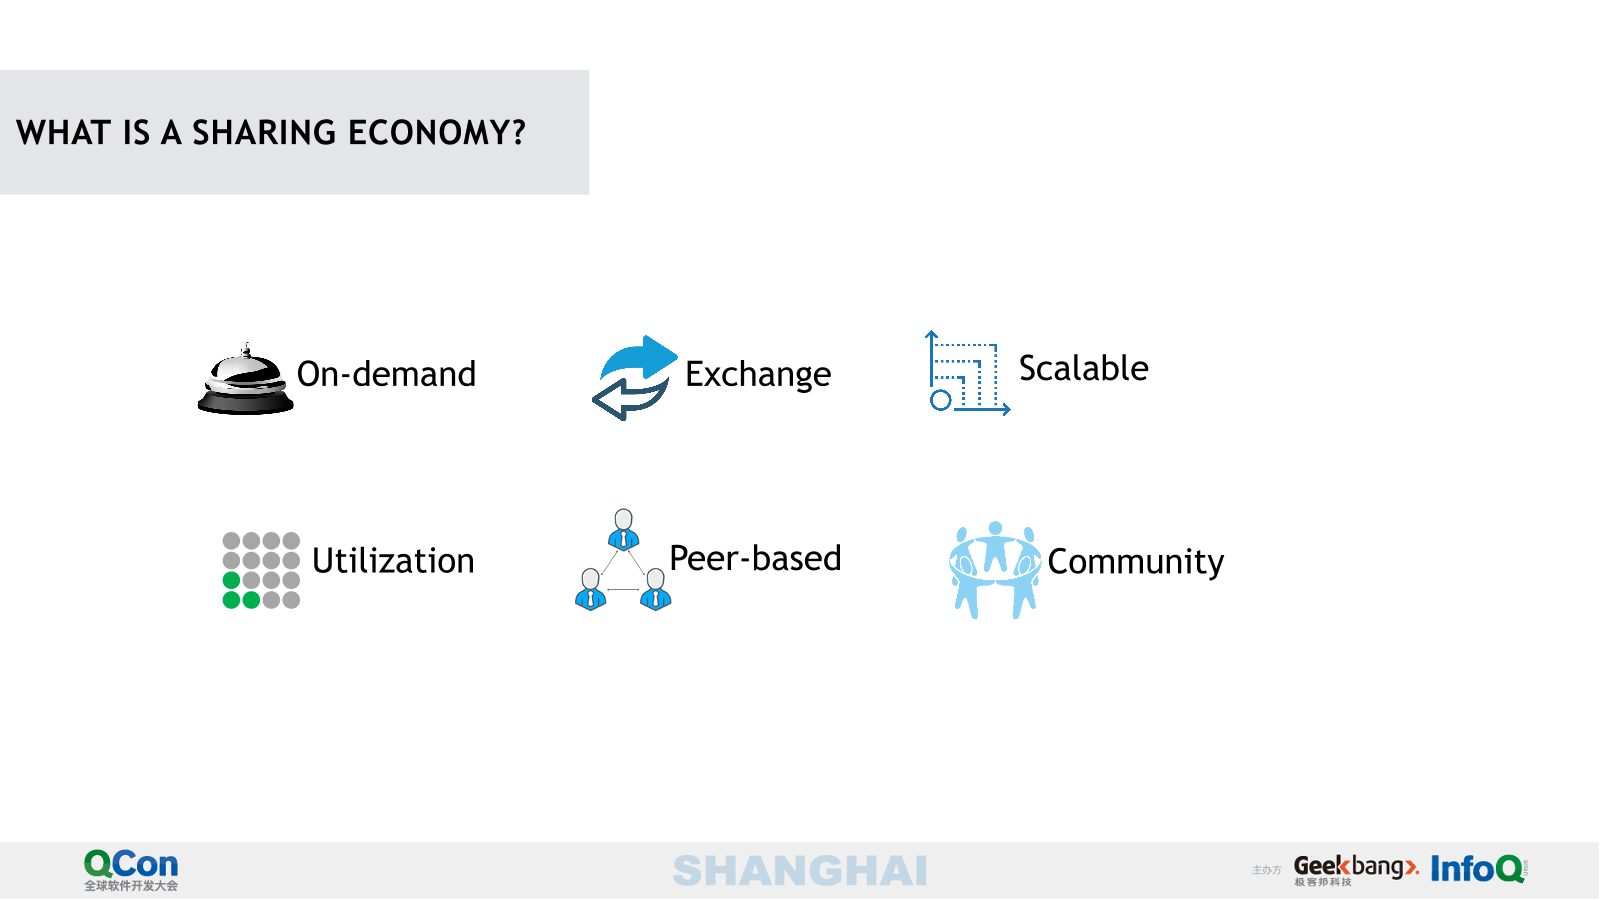 WHAT IS A SHARING ECONOMY?
On-demand
Exchange
Scalable
Utilization
Peer-based
Community
QCon
全球软件开发大会
SHANGHAI
主办方
Geekbang>.
极客邦科技
InfoQ